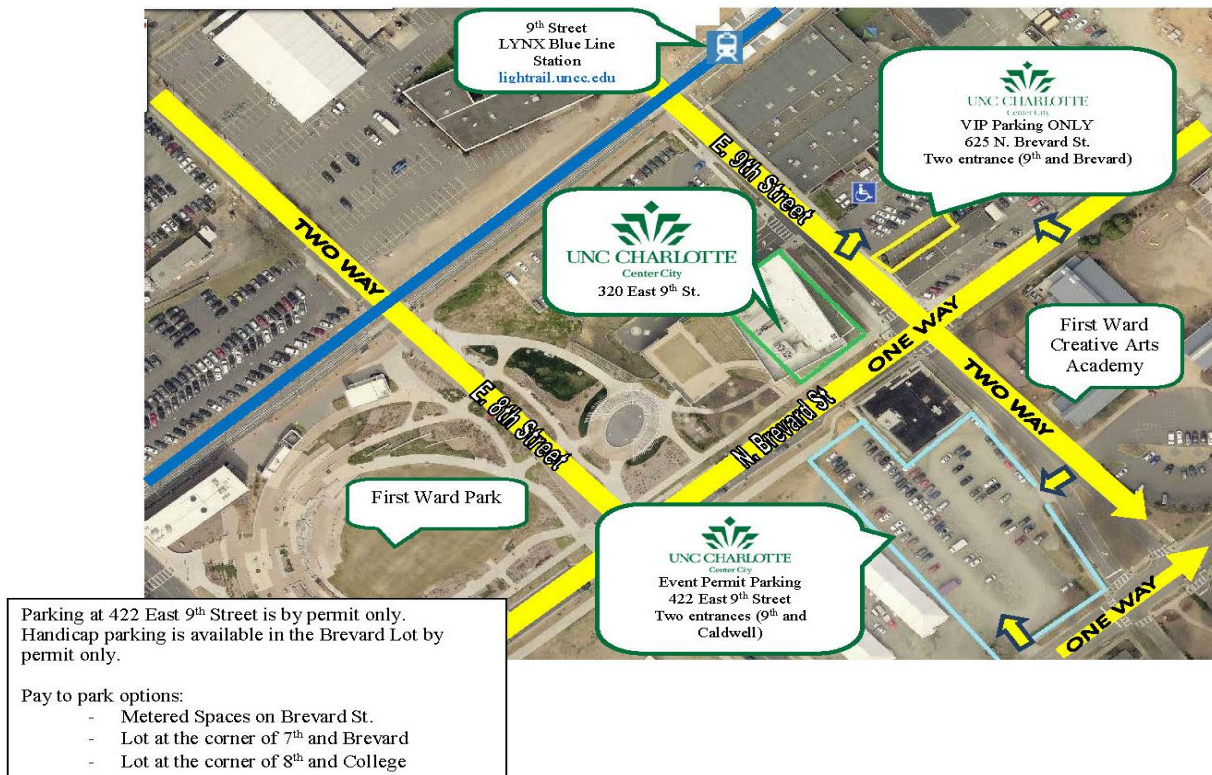 9th Street
LYNX Blue Line
Station
lightrail.uncc.edu
UNC CHARLOTTE
Center City
VIP Parking ONLY
625 N. Brevard St.
Two entrance (9th and Brevard)
E. 9th Street
TWO WAY
UNC CHARLOTTE
Center City
320 East 9th St.
ONE WAY
First Ward
Creative Arts
Academy
TWO WAY
E. 8th Street
N. Brevard St
First Ward Park
UNC CHARLOTTE
Center City
Event Permit Parking
422 East 9th Street
Two entrances (9th and
Caldwell)
ONE WAY
Parking at 422 East 9th Street is by permit only.
Handicap parking is available in the Brevard Lot by
permit only.
Pay to park options:
- Metered Spaces on Brevard St.
- Lot at the corner of 7th and Brevard
- Lot at the corner of 8th and College